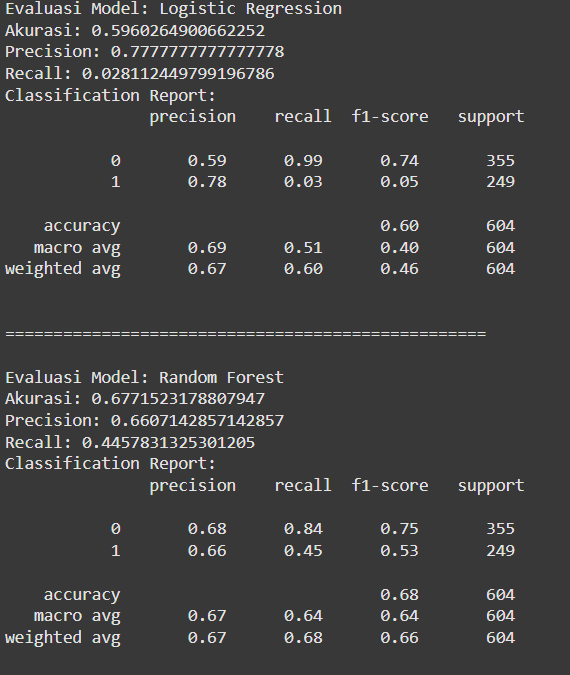 Evaluasi Model: Logistic Regression
Akurasi: 0.5960264900662252
Precision: 0.7777777777777778
Recall: 0.028112449799196786
Classification Report:
              precision    recall  f1-score   support

           0       0.59      0.99      0.74       355
           1       0.78      0.03      0.05       249

    accuracy                           0.60       604
   macro avg       0.69      0.51      0.40       604
weighted avg       0.67      0.60      0.46       604

==================================================

Evaluasi Model: Random Forest
Akurasi: 0.6771523178807947
Precision: 0.6607142857142857
Recall: 0.4457831325301205
Classification Report:
              precision    recall  f1-score   support

           0       0.68      0.84      0.75       355
           1       0.66      0.45      0.53       249

    accuracy                           0.68       604
   macro avg       0.67      0.64      0.64       604
weighted avg       0.67      0.68      0.66       604